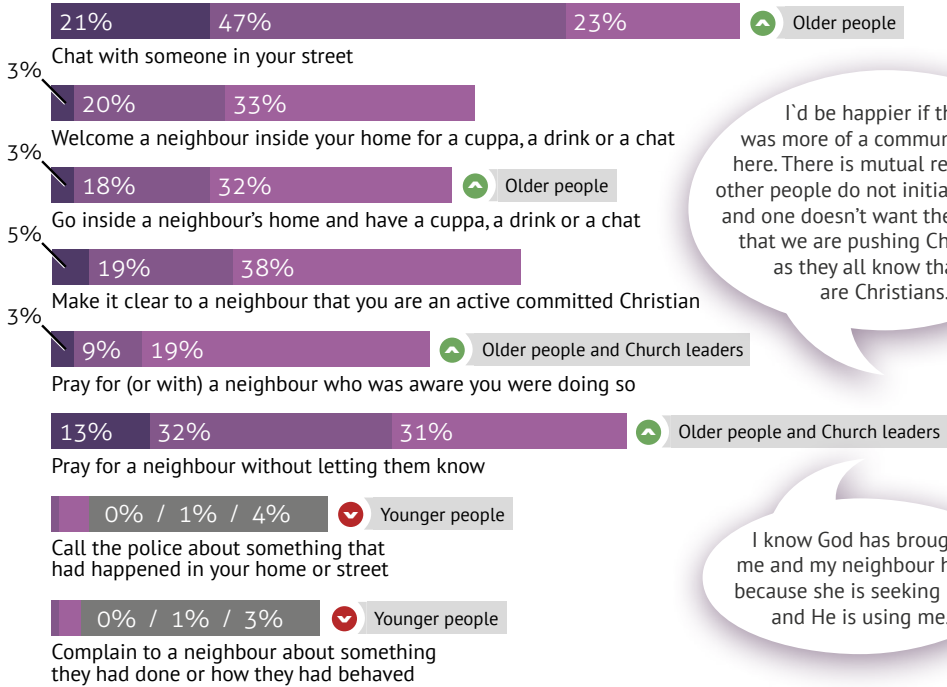 21% 47% 23% Older people
Chat with someone in your street
3% 20% 33%
Welcome a neighbour inside your home for a cuppa, a drink or a chat
3% 18% 32% Older people
Go inside a neighbour's home and have a cuppa, a drink or a chat
5% 19% 38%
Make it clear to a neighbour that you are an active committed Christian
3% 9% 19% Older people and Church leaders
Pray for (or with) a neighbour who was aware you were doing so
13% 32% 31% Older people and Church leaders
Pray for a neighbour without letting them know
0% / 1% / 4% Younger people
Call the police about something that
had happened in your home or street
0% / 1% / 3% Younger people
Complain to a neighbour about something
they had done or how they had behaved
I`d be happier if
was more of a
here. There is mutual
other people do not
and one doesn't want
that we are pushing
as they all know
are Christians.
I know God has
me and my neighbour
because she is seeking
and He is using me.